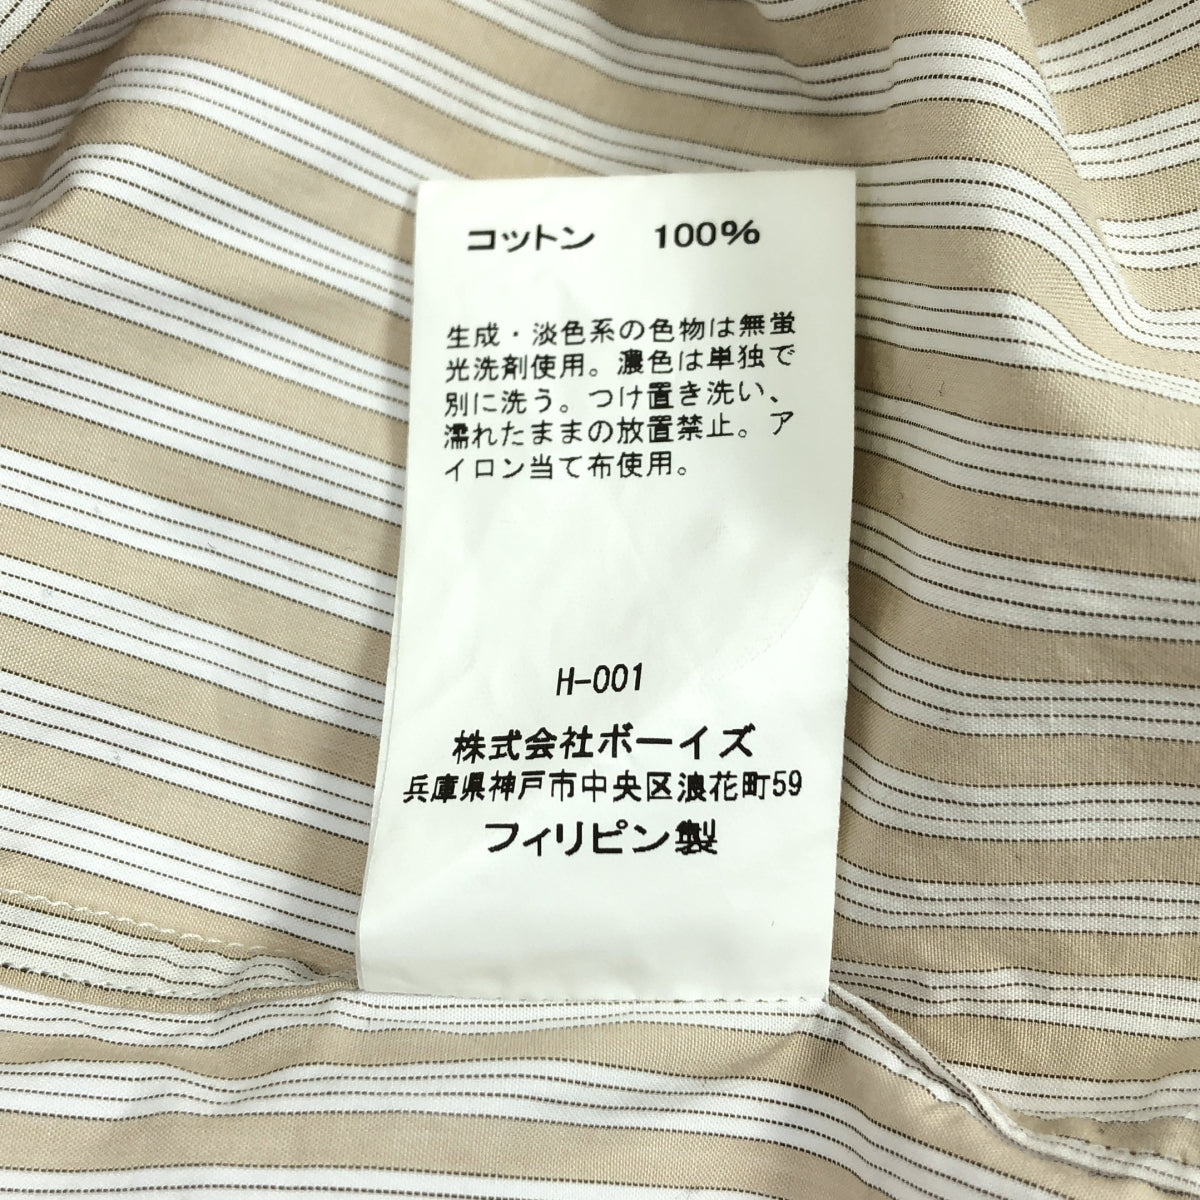 コットン 100%
生成・淡色系の色物は無蛍
光洗剤使用。濃色は単独で
別に洗う。つけ置き洗い、
濡れたままの放置禁止。ア
イロン当て布使用。
H-001
株式会社ボーイズ
兵庫県神戸市中央区浪花町59
フィリピン製